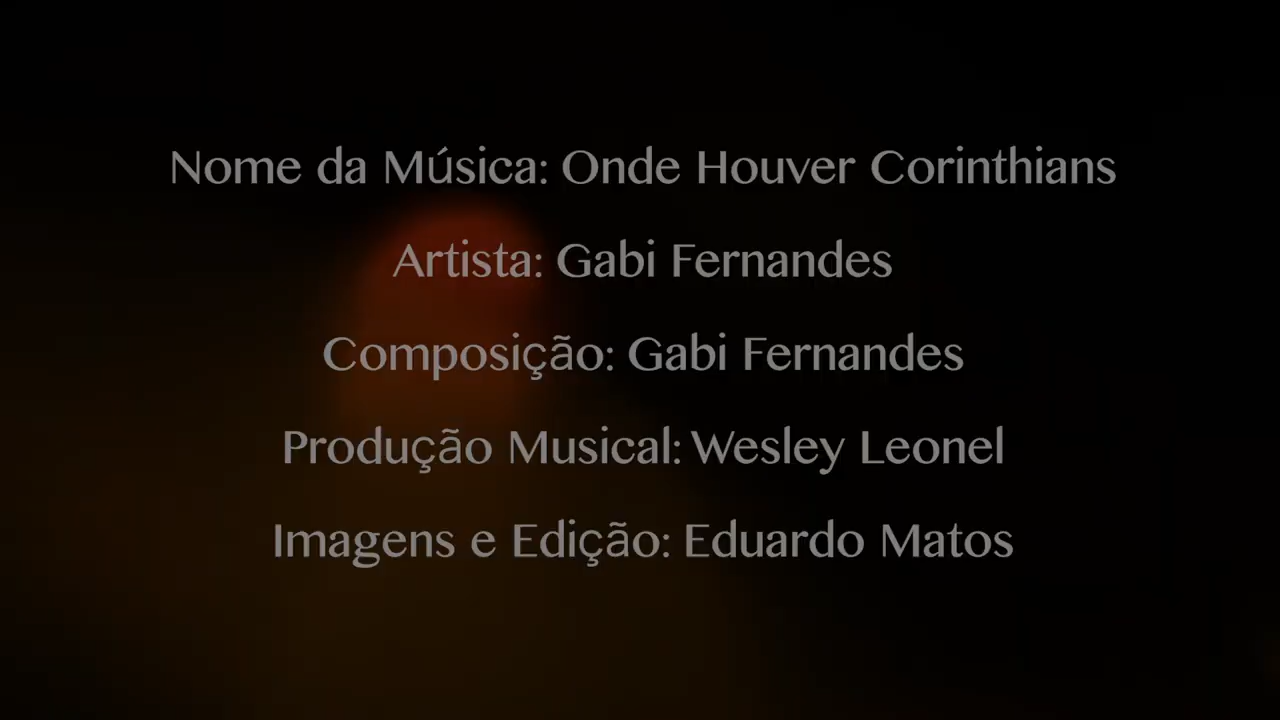 Nome da Música: Onde Houver Corinthians
Artista: Gabi Fernandes
Composição: Gabi Fernandes
Produção Musical: Wesley Leonel
Imagens e Edição: Eduardo Matos